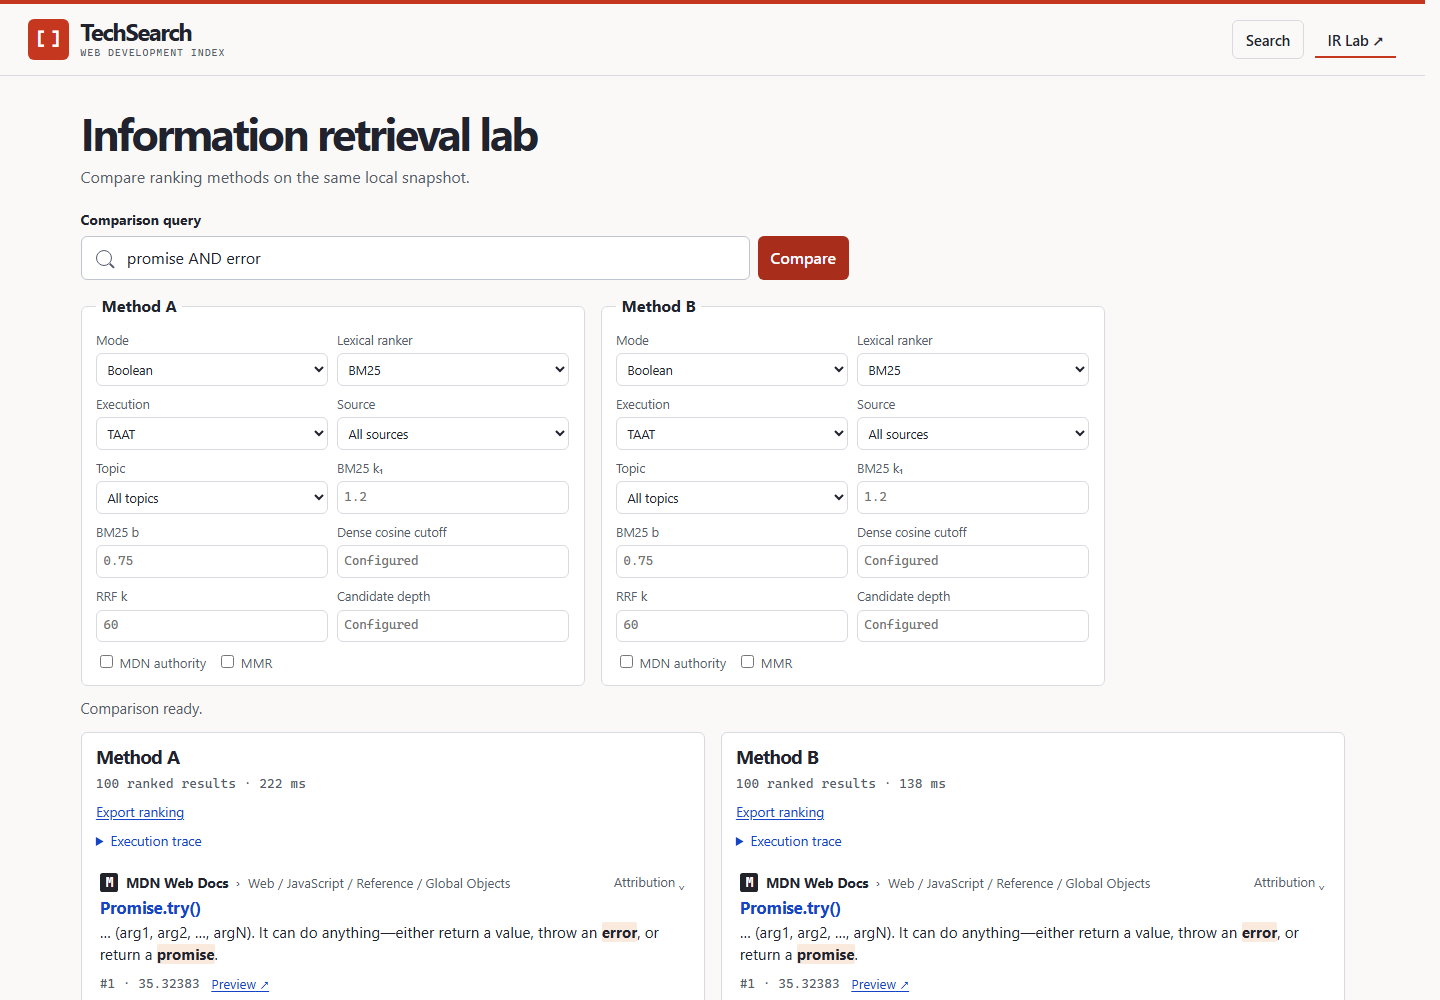 [ ] TechSearch
WEB DEVELOPMENT INDEX
Search
IR Lab ↗
Information retrieval lab
Compare ranking methods on the same local snapshot.
Comparison query
promise AND error
Compare
Method A
Mode
Lexical ranker
Boolean
BM25
Execution
Source
TAAT
All sources
Topic
BM25 k₁
All topics
1.2
BM25 b
Dense cosine cutoff
0.75
Configured
RRF k
Candidate depth
60
Configured
MDN authority
MMR
Method B
Mode
Lexical ranker
Boolean
BM25
Execution
Source
TAAT
All sources
Topic
BM25 k₁
All topics
1.2
BM25 b
Dense cosine cutoff
0.75
Configured
RRF k
Candidate depth
60
Configured
MDN authority
MMR
Comparison ready.
Method A
100 ranked results · 222 ms
Export ranking
Execution trace
M MDN Web Docs › Web / JavaScript / Reference / Global Objects
Attribution
Promise.try()
... (arg1, arg2, …, argN). It can do anything—either return a value, throw an error, or
return a promise.
#1 · 35.32383 Preview ↗
Method B
100 ranked results · 138 ms
Export ranking
Execution trace
M MDN Web Docs › Web / JavaScript / Reference / Global Objects
Attribution
Promise.try()
... (arg1, arg2, …, argN). It can do anything—either return a value, throw an error, or
return a promise.
#1 · 35.32383 Preview ↗